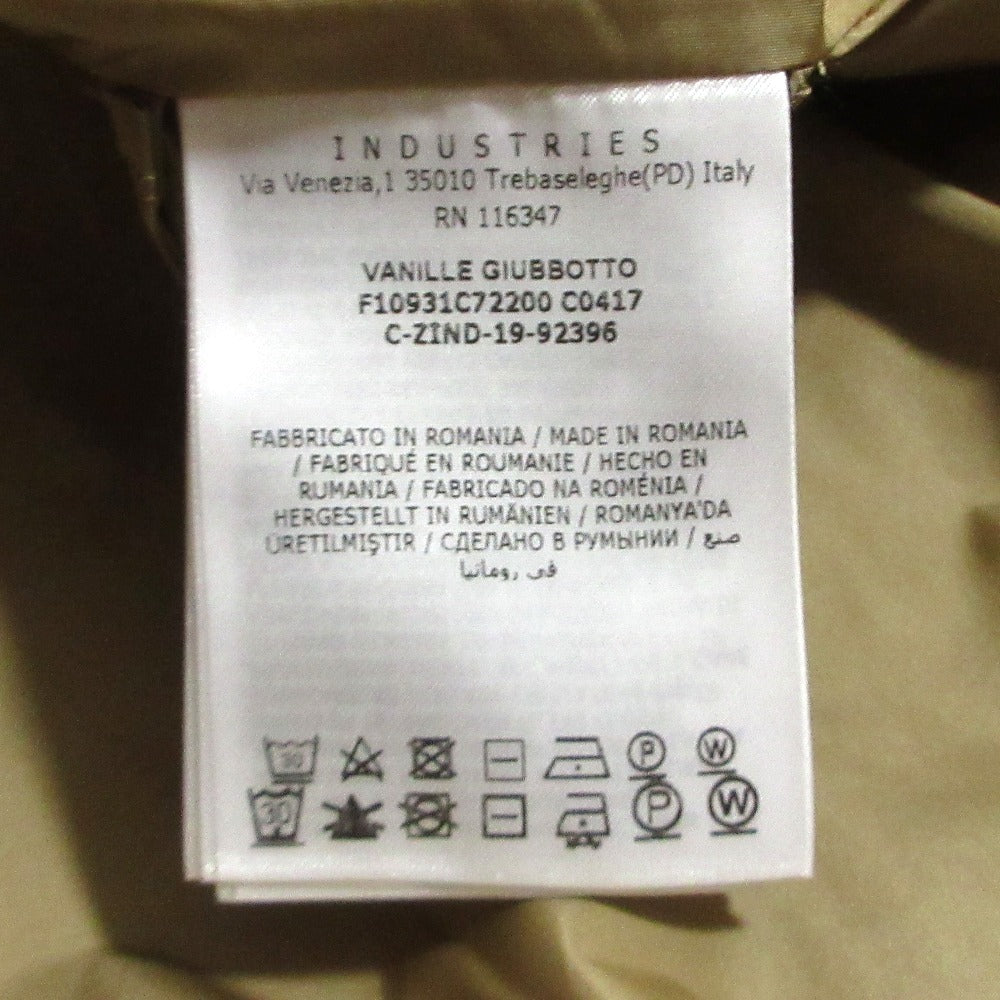 INDUSTRIES
Via Venezia,1 35010 Trebaseleghe(PD) Italy
RN 116347
VANILLE GIUBBOTTO
F10931C72200 C0417
C-ZIND-19-92396
FABBRICATO IN ROMANIA / MADE IN ROMANIA
/ FABRIQUÉ EN ROUMANIE / HECHO EN
RUMANIA / FABRICADO NA ROMÉNIA /
HERGESTELLT IN RUMÄNIEN / ROMANYA'DA
ÜRETILMIŞTIR / СДЕЛАНО В РУМЫНИИ / صنع
في رومانيا
30 P W
30 P W